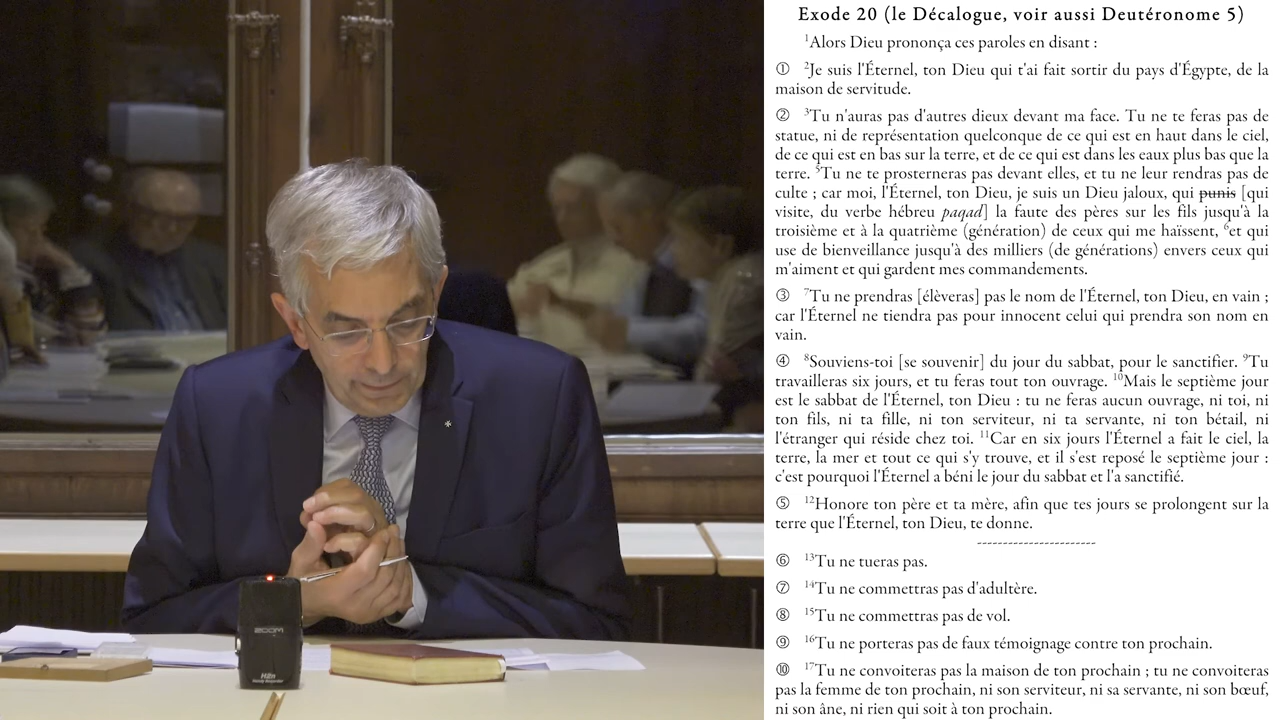 Exode 20 (le Décalogue, voir aussi Deutéronome 5)
¹Alors Dieu prononça ces paroles en disant :
① ²Je suis l'Éternel, ton Dieu qui t'ai fait sortir du pays d'Égypte, de la
maison de servitude.
② ³Tu n'auras pas d'autres dieux devant ma face. Tu ne te feras pas de
statue, ni de représentation quelconque de ce qui est en haut dans le ciel,
de ce qui est en bas sur la terre, et de ce qui est dans les eaux plus bas que la
terre. ⁵Tu ne te prosterneras pas devant elles, et tu ne leur rendras pas de
culte ; car moi, l'Éternel, ton Dieu, je suis un Dieu jaloux, qui punis [qui
visite, du verbe hébreu paqad] la faute des pères sur les fils jusqu'à la
troisième et à la quatrième (génération) de ceux qui me haïssent, ⁶et qui
use de bienveillance jusqu'à des milliers (de générations) envers ceux qui
m'aiment et qui gardent mes commandements.
③ ⁷Tu ne prendras [élèveras] pas le nom de l'Éternel, ton Dieu, en vain ;
car l'Éternel ne tiendra pas pour innocent celui qui prendra son nom en
vain.
④ ⁸Souviens-toi [se souvenir] du jour du sabbat, pour le sanctifier. ⁹Tu
travailleras six jours, et tu feras tout ton ouvrage. ¹⁰Mais le septième jour
est le sabbat de l'Éternel, ton Dieu : tu ne feras aucun ouvrage, ni toi, ni
ton fils, ni ta fille, ni ton serviteur, ni ta servante, ni ton bétail, ni
l'étranger qui réside chez toi. ¹¹Car en six jours l'Éternel a fait le ciel, la
terre, la mer et tout ce qui s'y trouve, et il s'est reposé le septième jour :
c'est pourquoi l'Éternel a béni le jour du sabbat et l'a sanctifié.
⑤ ¹²Honore ton père et ta mère, afin que tes jours se prolongent sur la
terre que l'Éternel, ton Dieu, te donne.
-----------------------
⑥ ¹³Tu ne tueras pas.
⑦ ¹⁴Tu ne commettras pas d'adultère.
⑧ ¹⁵Tu ne commettras pas de vol.
⑨ ¹⁶Tu ne porteras pas de faux témoignage contre ton prochain.
⑩ ¹⁷Tu ne convoiteras pas la maison de ton prochain ; tu ne convoiteras
pas la femme de ton prochain, ni son serviteur, ni sa servante, ni son bœuf,
ni son âne, ni rien qui soit à ton prochain.
ZOOM
H2n